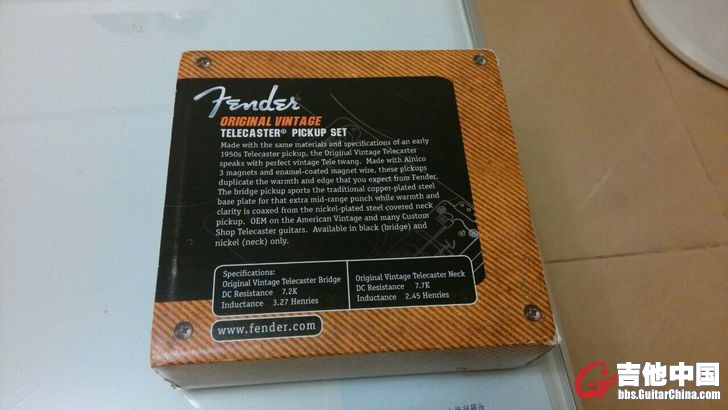 Fender
ORIGINAL VINTAGE
TELECASTER® PICKUP SET
Made with the same materials and specifications of an early
1950s Telecaster pickup, the Original Vintage Telecaster
speaks with perfect vintage Tele twang. Made with Alnico
3 magnets and enamel-coated magnet wire, these pickups
duplicate the warmth and edge that you expect from Fender.
The bridge pickup sports the traditional copper-plated steel
base plate for that extra mid-range punch while warmth and
clarity is coaxed from the nickel-plated steel covered neck
pickup. OEM on the American Vintage and many Custom
Shop Telecaster guitars. Available in black (bridge) and
nickel (neck) only.
Specifications:
Original Vintage Telecaster Bridge
DC Resistance 7.2K
Inductance 3.27 Henries
Original Vintage Telecaster Neck
DC Resistance 7.7K
Inductance 2.45 Henries
www.fender.com
吉他中国
bbs.GuitarChina.com